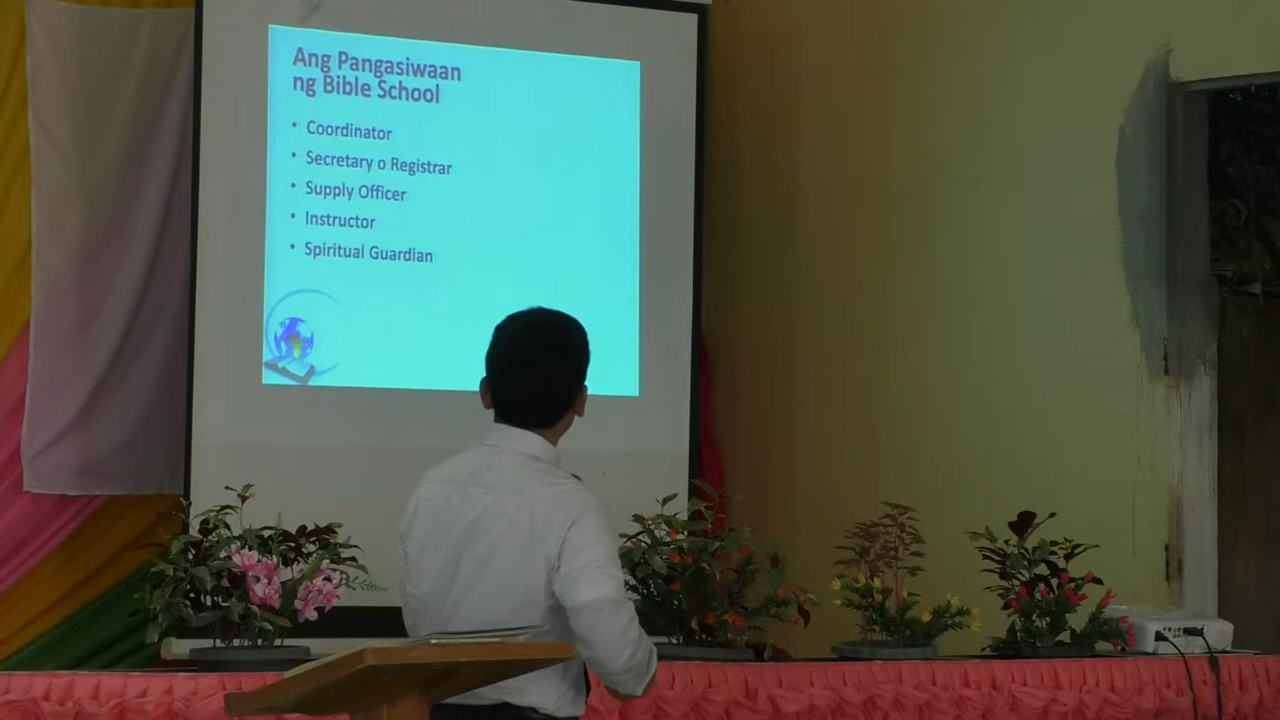 Ang Pangasiwaan
ng Bible School
• Coordinator
• Secretary o Registrar
• Supply Officer
• Instructor
• Spiritual Guardian